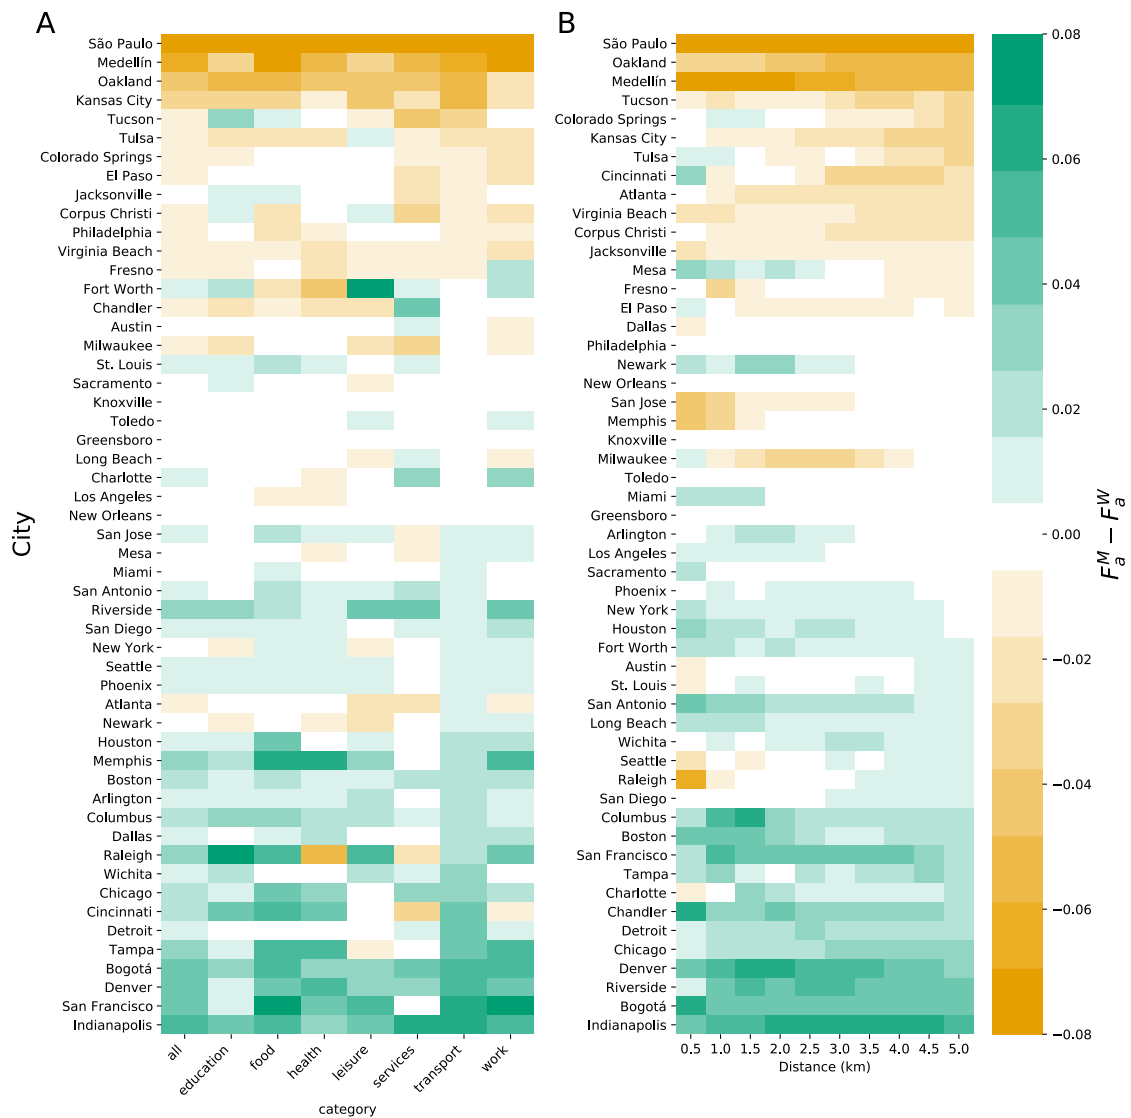 A
City
São Paulo
Medellín
Oakland
Kansas City
Tucson
Tulsa
Colorado Springs
El Paso
Jacksonville
Corpus Christi
Philadelphia
Virginia Beach
Fresno
Fort Worth
Chandler
Austin
Milwaukee
St. Louis
Sacramento
Knoxville
Toledo
Greensboro
Long Beach
Charlotte
Los Angeles
New Orleans
San Jose
Mesa
Miami
San Antonio
Riverside
San Diego
New York
Seattle
Phoenix
Atlanta
Newark
Houston
Memphis
Boston
Arlington
Columbus
Dallas
Raleigh
Wichita
Chicago
Cincinnati
Detroit
Tampa
Bogotá
Denver
San Francisco
Indianapolis
all education food health leisure services transport work
category
B
São Paulo
Oakland
Medellín
Tucson
Colorado Springs
Kansas City
Tulsa
Cincinnati
Atlanta
Virginia Beach
Corpus Christi
Jacksonville
Mesa
Fresno
El Paso
Dallas
Philadelphia
Newark
New Orleans
San Jose
Memphis
Knoxville
Milwaukee
Toledo
Miami
Greensboro
Arlington
Los Angeles
Sacramento
Phoenix
New York
Houston
Fort Worth
Austin
St. Louis
San Antonio
Long Beach
Wichita
Seattle
Raleigh
San Diego
Columbus
Boston
San Francisco
Tampa
Charlotte
Chandler
Detroit
Chicago
Denver
Riverside
Bogotá
Indianapolis
0.5 1.0 1.5 2.0 2.5 3.0 3.5 4.0 4.5 5.0
Distance (km)
0.08
0.06
0.04
0.02
0.00
−0.02
−0.04
−0.06
−0.08
F_a^M − F_a^W